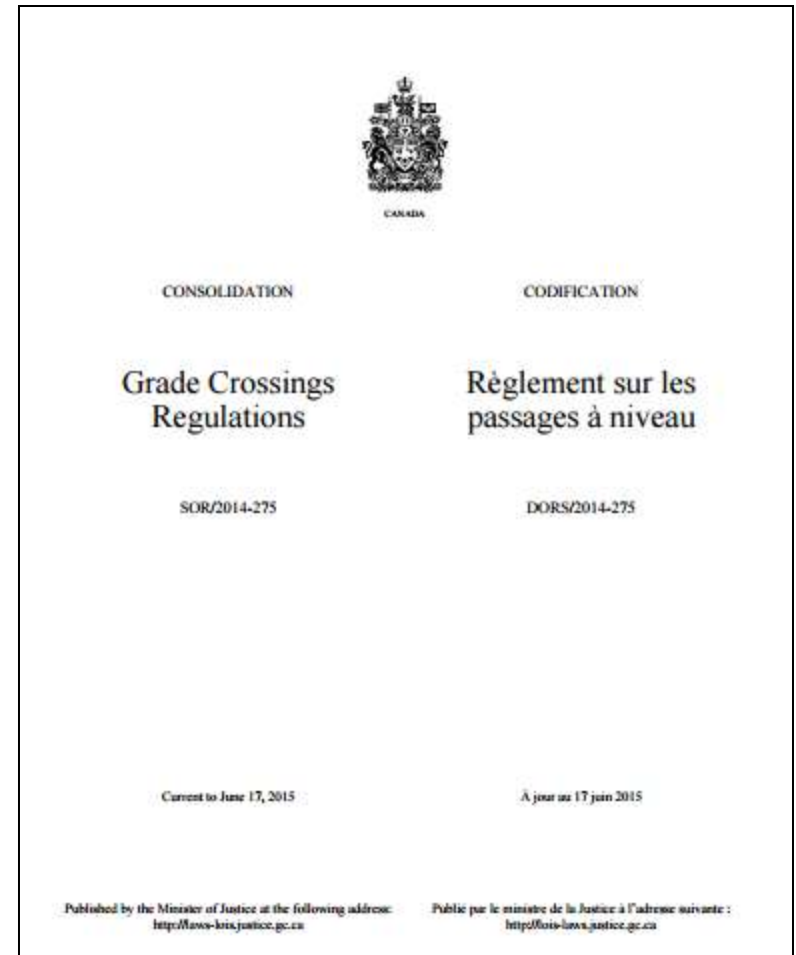 CANADA
CONSOLIDATION
Grade Crossings
Regulations
SOR/2014-275
Current to June 17, 2015
Published by the Minister of Justice at the following address:
http://laws-lois.justice.gc.ca
CODIFICATION
Règlement sur les
passages à niveau
DORS/2014-275
À jour au 17 juin 2015
Publié par le ministre de la Justice à l'adresse suivante :
http://lois-laws.justice.gc.ca